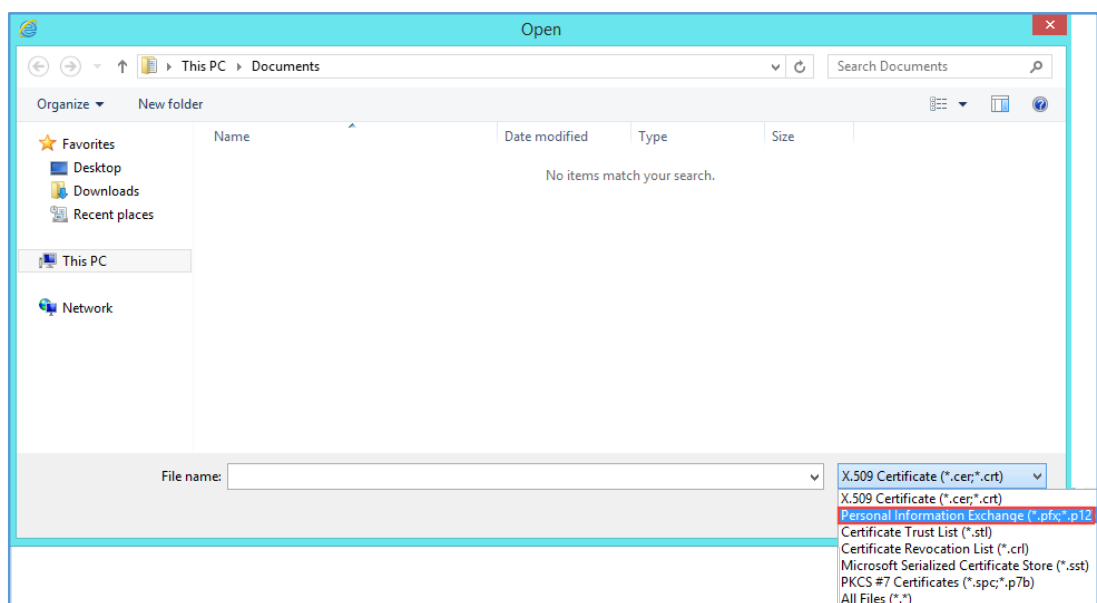 Open
This PC Documents
Search Documents
Organize New folder
Name Date modified Type Size
Favorites
Desktop
Downloads
Recent places
This PC
Network
No items match your search.
File name:
X.509 Certificate (*.cer;*.crt)
X.509 Certificate (*.cer;*.crt)
Personal Information Exchange (*.pfx;*.p12
Certificate Trust List (*.stl)
Certificate Revocation List (*.crl)
Microsoft Serialized Certificate Store (*.sst)
PKCS #7 Certificates (*.spc;*.p7b)
All Files (*.*)